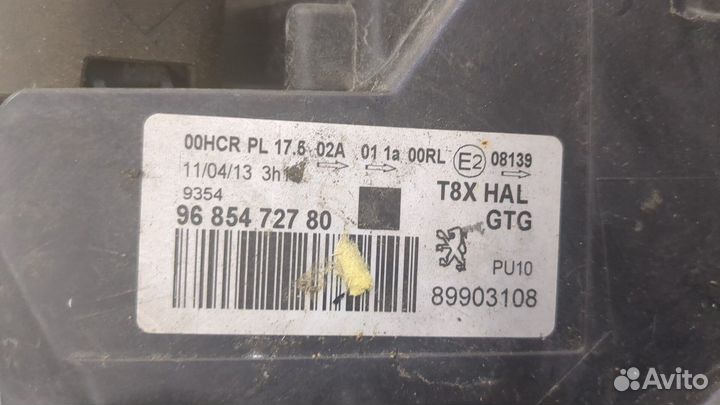 00HCR PL 17.5 02A 01 1a 00RL E2 08139
11/04/13 3h
T8X HAL
9354
96 854 727 80
GTG
PU10
89903108
Avito